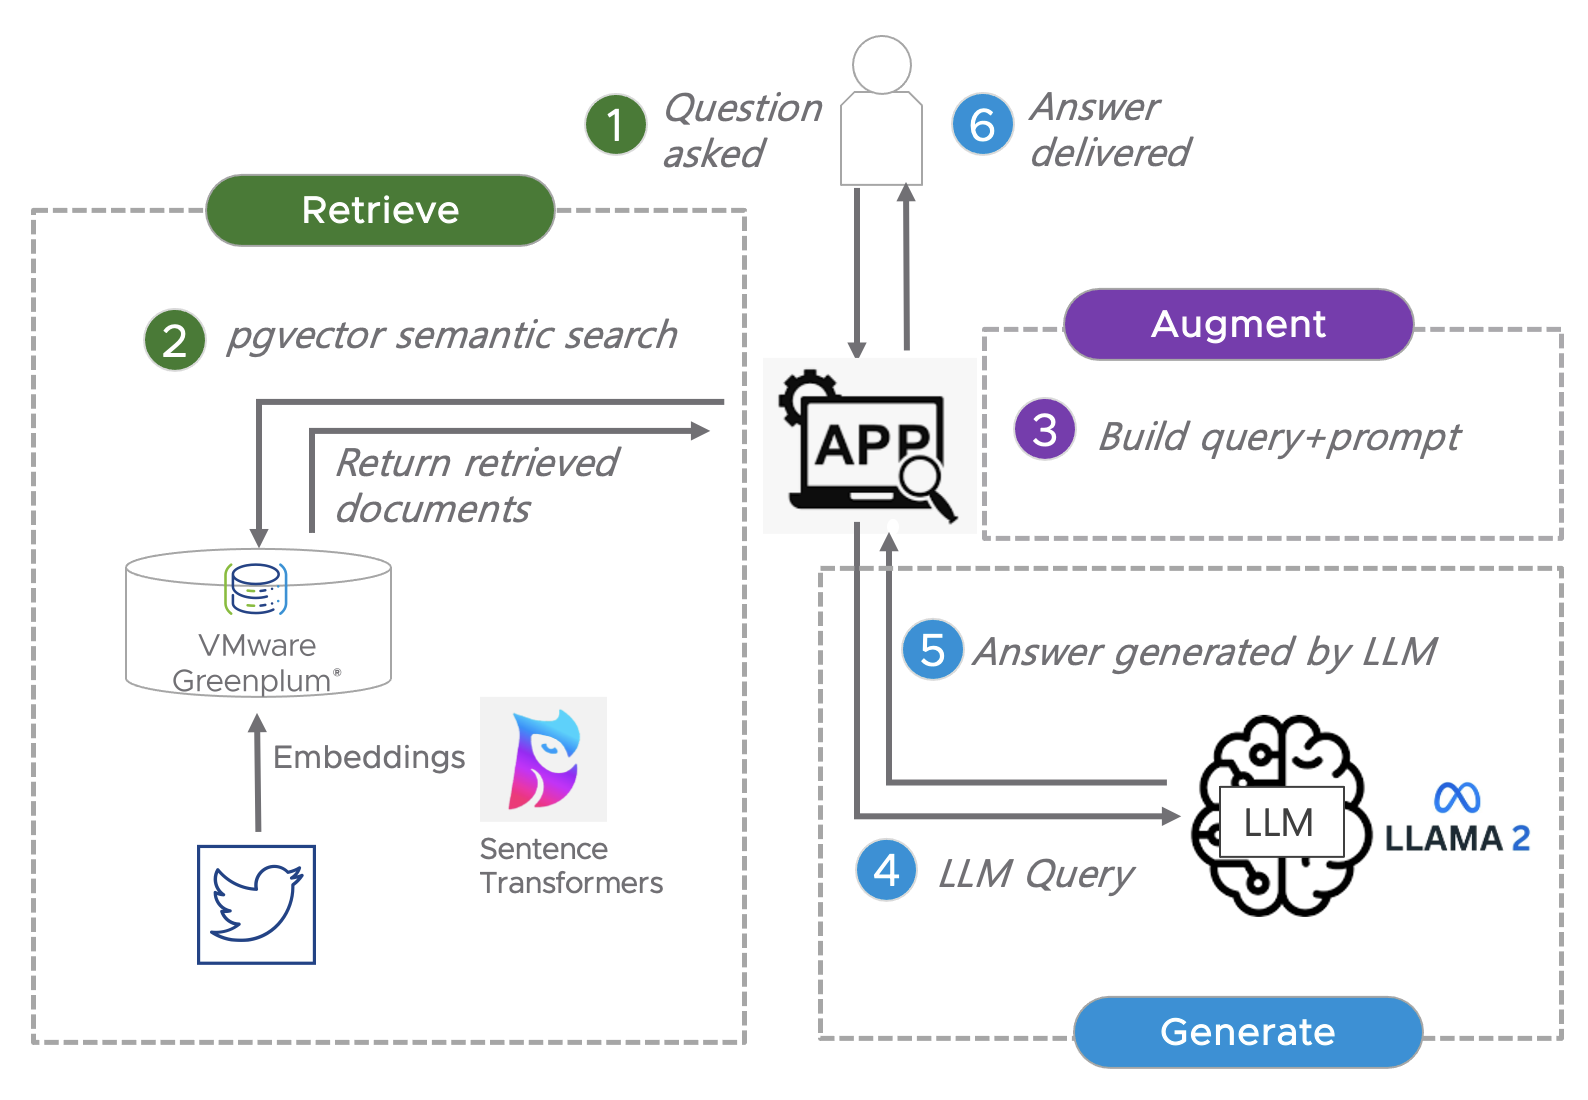 1
Question
asked
6
Answer
delivered
Retrieve
2
pgvector semantic search
Return retrieved
documents
VMware
Greenplum®
Embeddings
Sentence
Transformers
APP
Augment
3
Build query+prompt
5
Answer generated by LLM
LLM
LLAMA 2
4
LLM Query
Generate